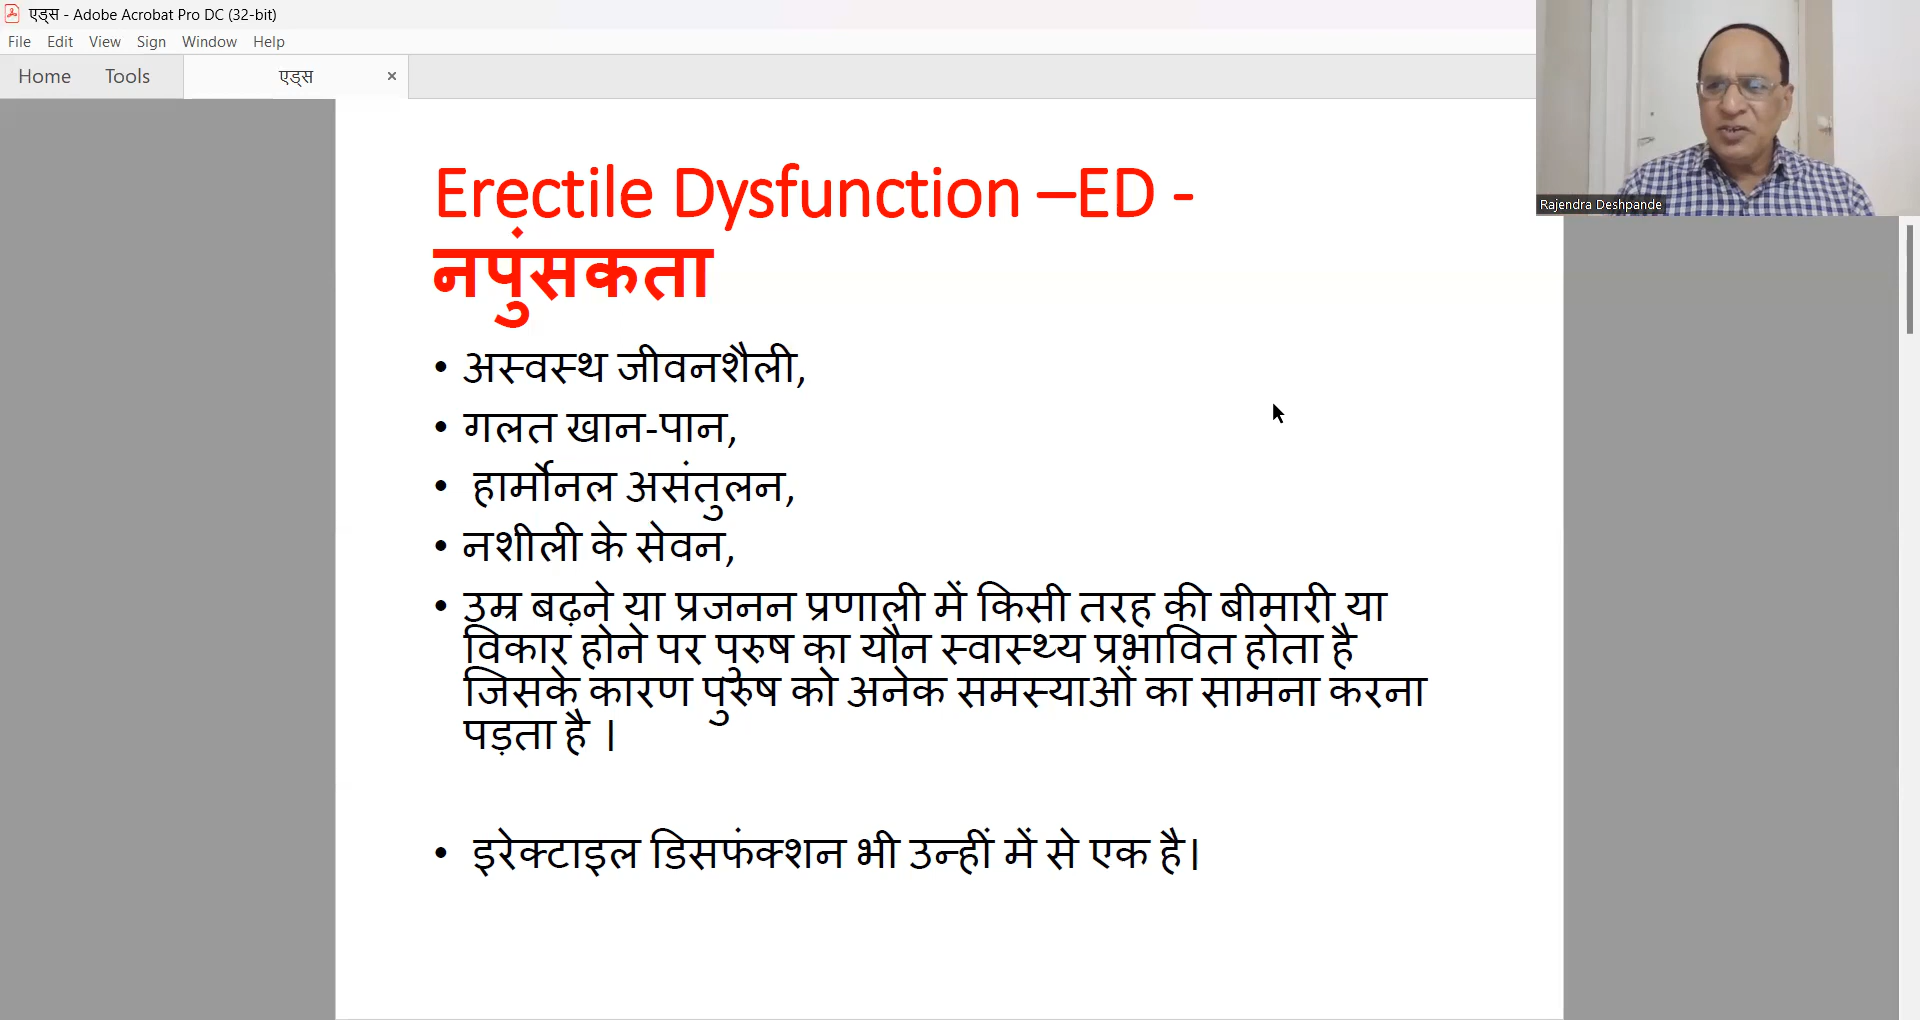 एड्स - Adobe Acrobat Pro DC (32-bit)
File Edit View Sign Window Help
Home Tools एड्स ×
Rajendra Deshpande
Erectile Dysfunction –ED -
नपुंसकता
• अस्वस्थ जीवनशैली,
• गलत खान-पान,
• हार्मोनल असंतुलन,
• नशीली के सेवन,
• उम्र बढ़ने या प्रजनन प्रणाली में किसी तरह की बीमारी या
विकार होने पर पुरुष का यौन स्वास्थ्य प्रभावित होता है
जिसके कारण पुरुष को अनेक समस्याओं का सामना करना
पड़ता है ।
• इरेक्टाइल डिसफंक्शन भी उन्हीं में से एक है।